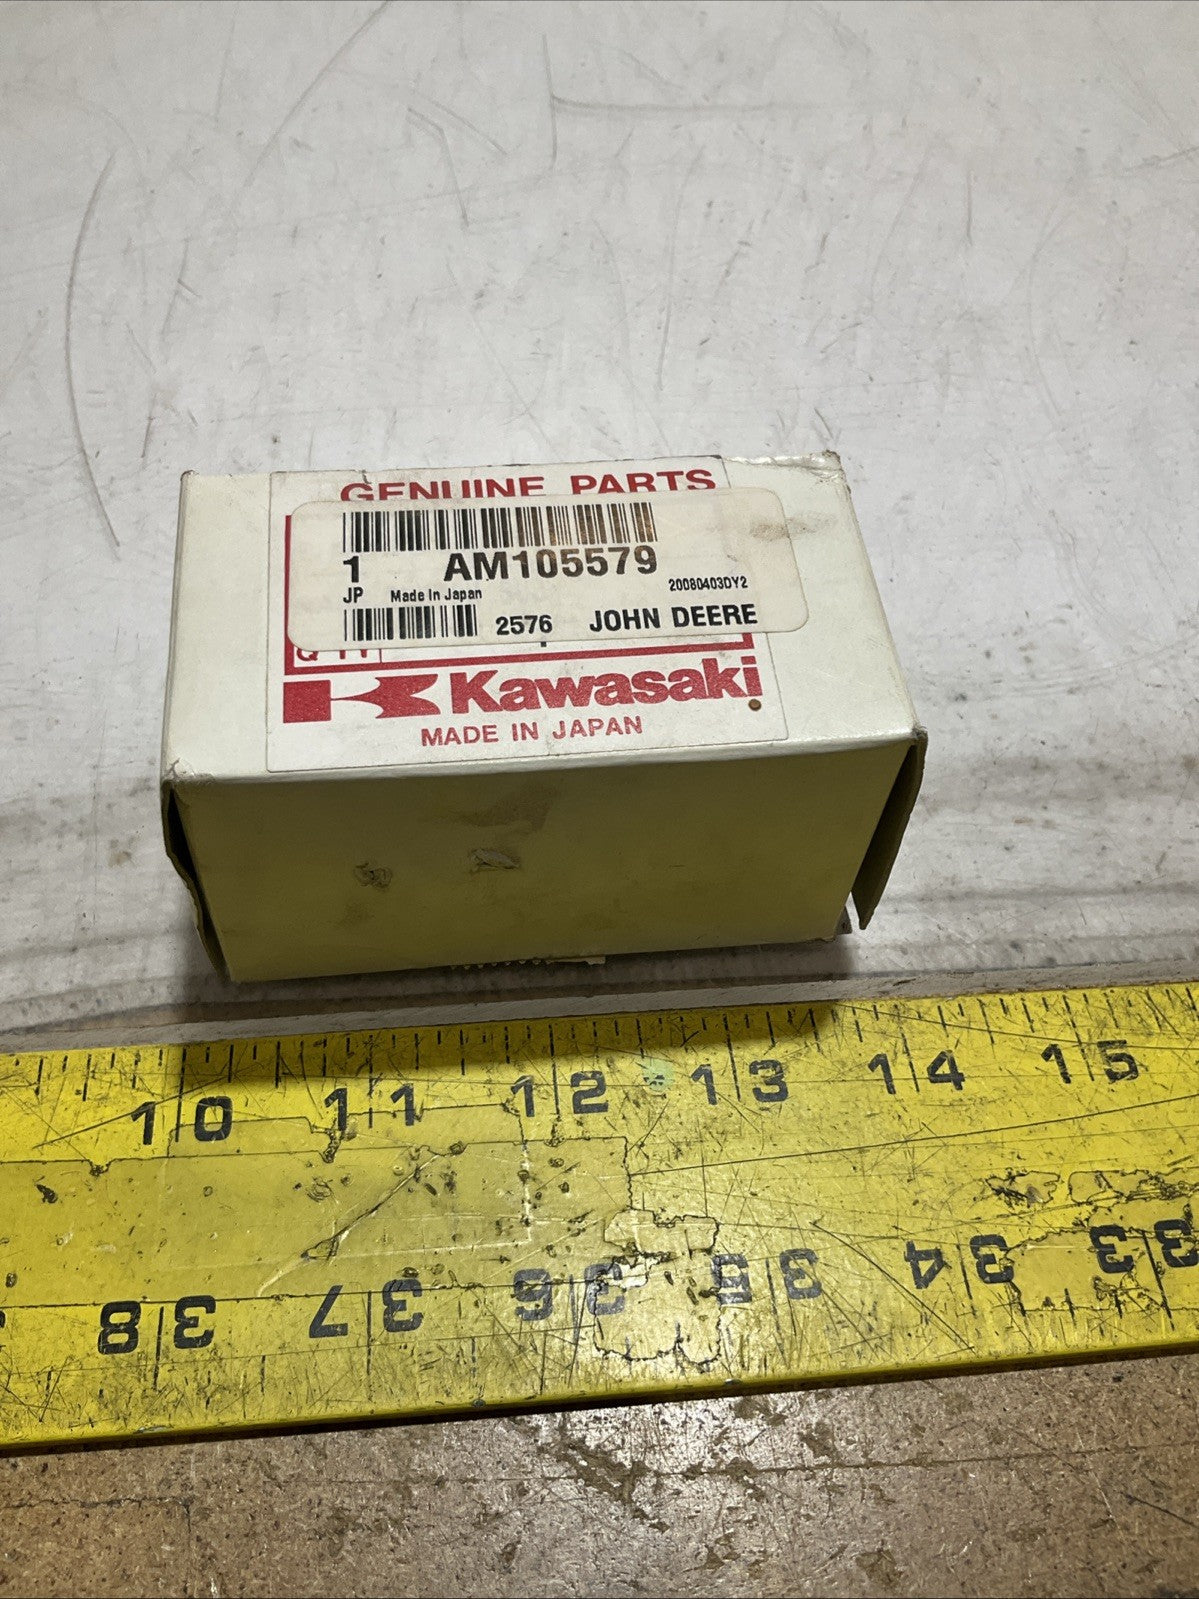 GENUINE PARTS
1 AM105579
JP Made In Japan 20080403DY2
2576 JOHN DEERE
Kawasaki
MADE IN JAPAN
10 11 12 13 14 15
38 37 36 35 34 33